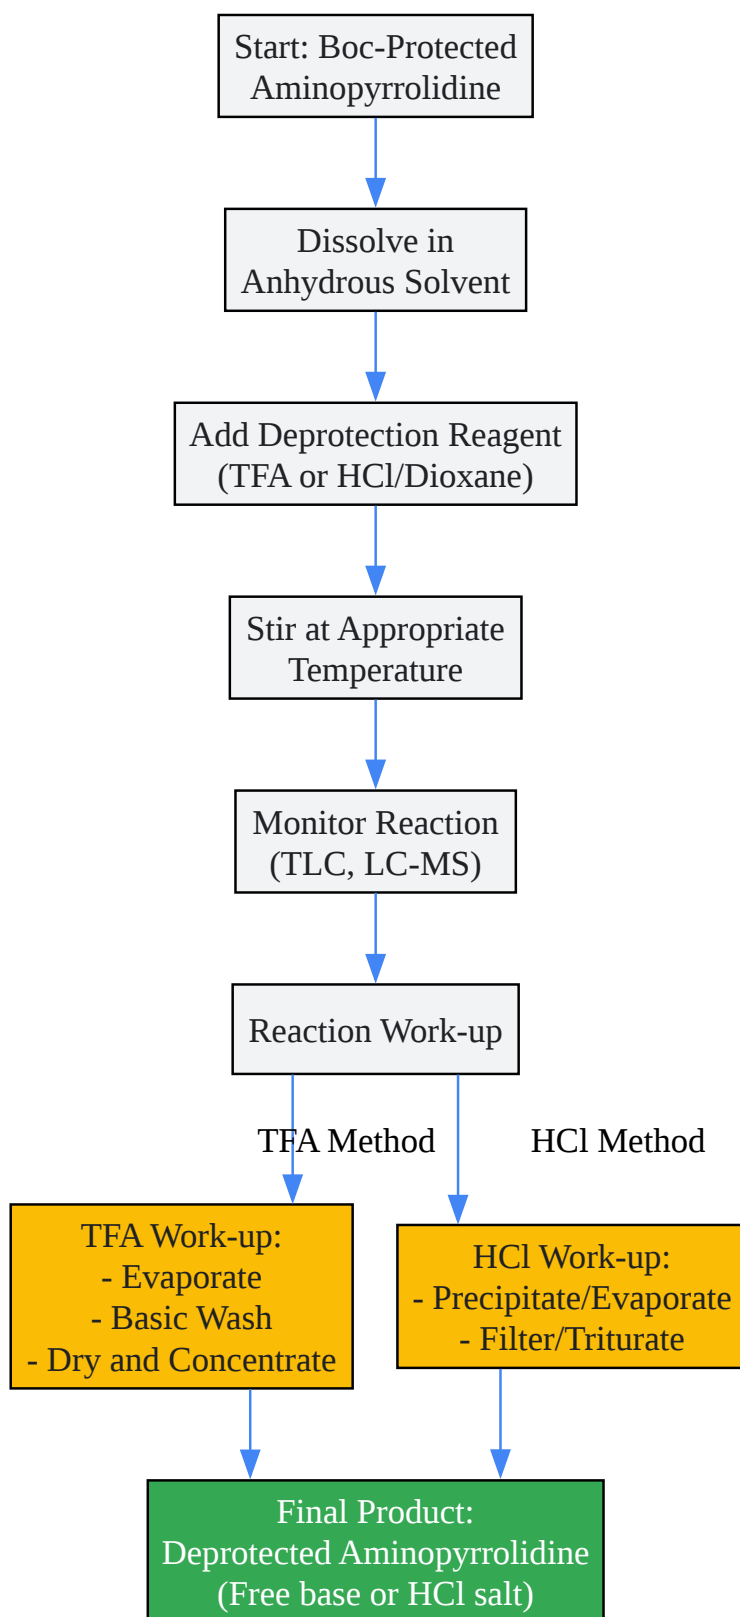 Start: Boc-Protected
Aminopyrrolidine
Dissolve in
Anhydrous Solvent
Add Deprotection Reagent
(TFA or HCl/Dioxane)
Stir at Appropriate
Temperature
Monitor Reaction
(TLC, LC-MS)
Reaction Work-up
TFA Method
HCl Method
TFA Work-up:
- Evaporate
- Basic Wash
- Dry and Concentrate
HCl Work-up:
- Precipitate/Evaporate
- Filter/Triturate
Final Product:
Deprotected Aminopyrrolidine
(Free base or HCl salt)